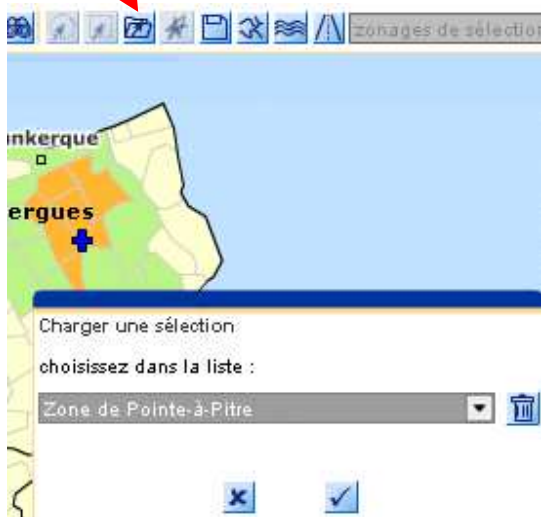 zonages de sélection
nkerque
ergues
Charger une sélection
choisissez dans la liste :
Zone de Pointe-à-Pitre